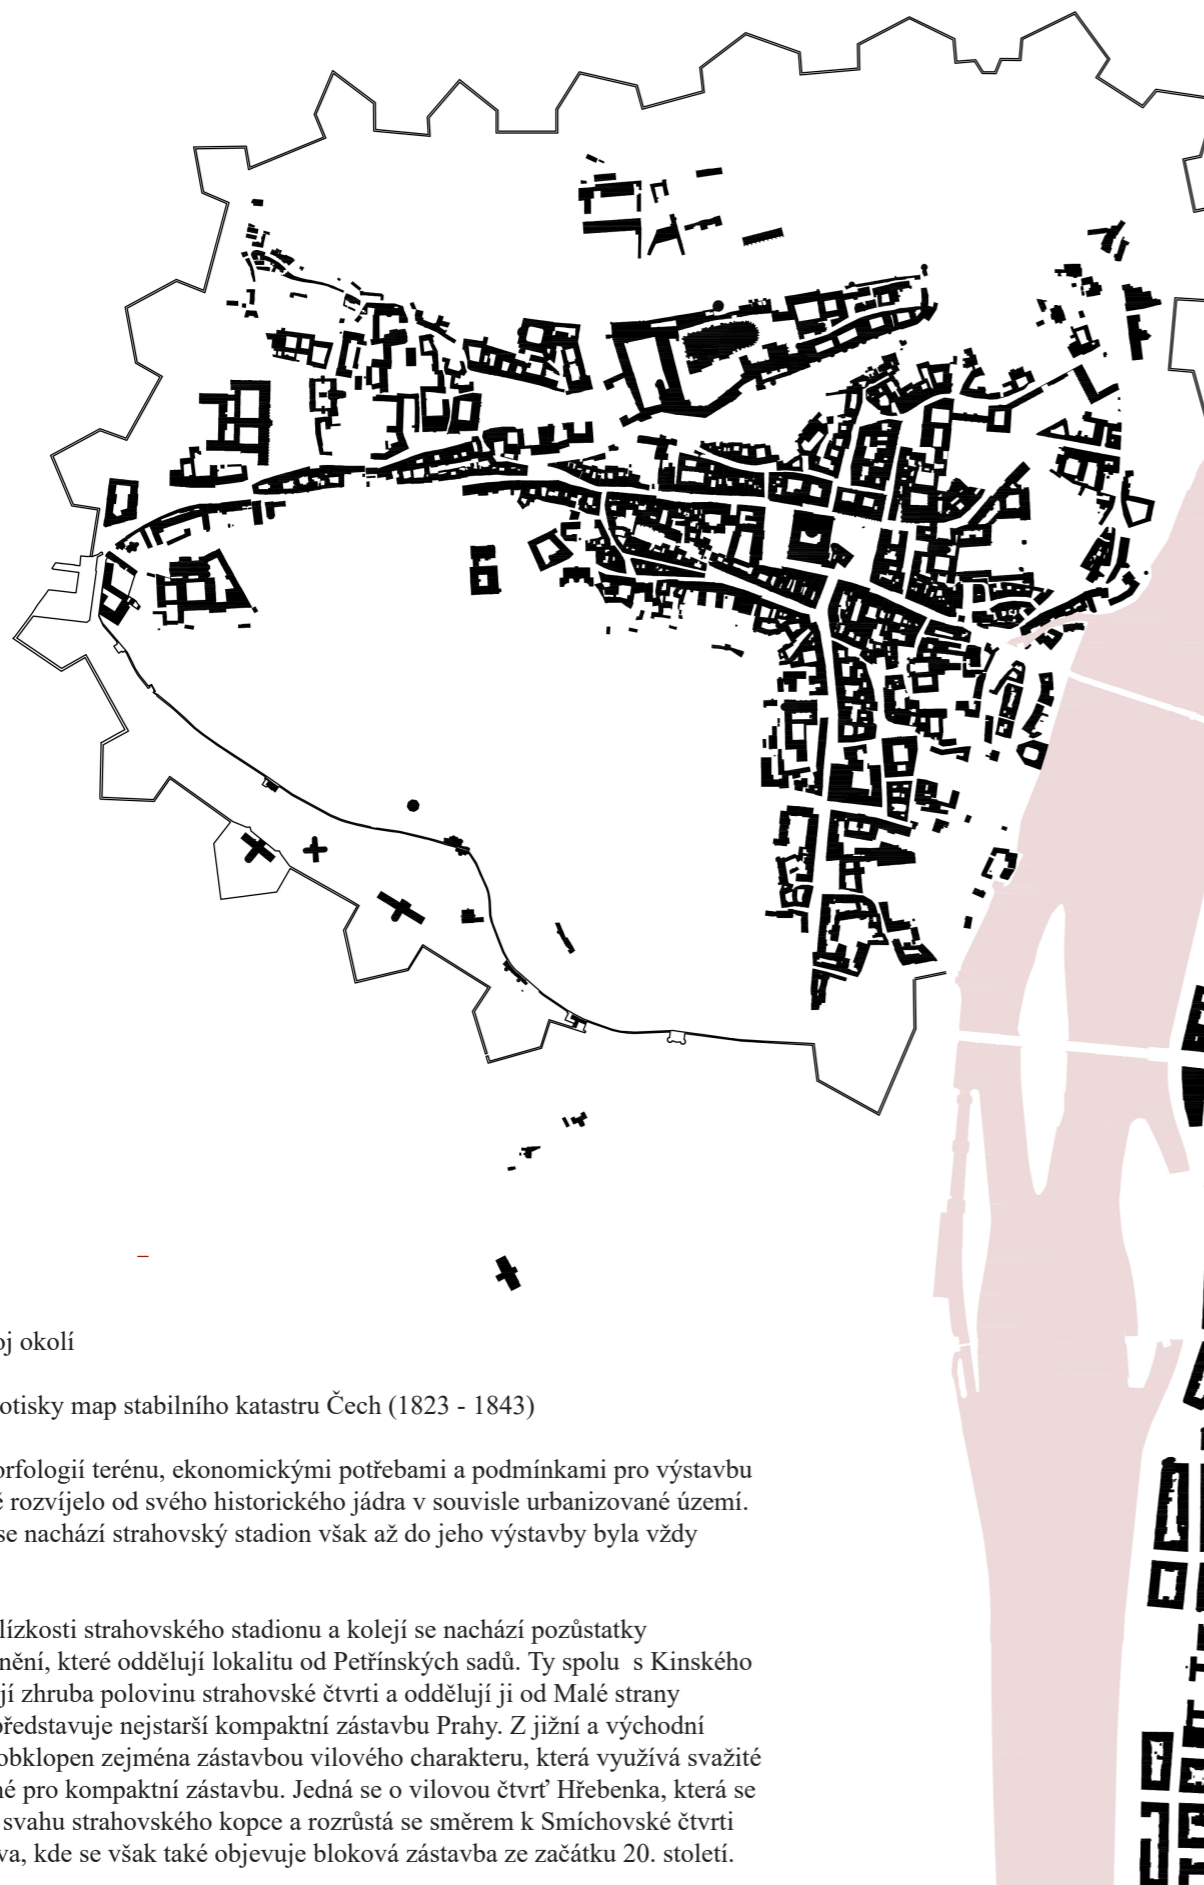 oj okolí
otisky map stabilního katastru Čech (1823 - 1843)
orfologií terénu, ekonomickými potřebami a podmínkami pro výstavbu
ě rozvíjelo od svého historického jádra v souvisle urbanizované území.
se nachází strahovský stadion však až do jeho výstavby byla vždy
lízkosti strahovského stadionu a kolejí se nachází pozůstatky
nění, které oddělují lokalitu od Petřínských sadů. Ty spolu s Kinského
jí zhruba polovinu strahovské čtvrti a oddělují ji od Malé strany
představuje nejstarší kompaktní zástavbu Prahy. Z jižní a východní
obklopen zejména zástavbou vilového charakteru, která využívá svažité
né pro kompaktní zástavbu. Jedná se o vilovou čtvrť Hřebenka, která se
svahu strahovského kopce a rozrůstá se směrem k Smíchovské čtvrti
va, kde se však také objevuje bloková zástavba ze začátku 20. století.